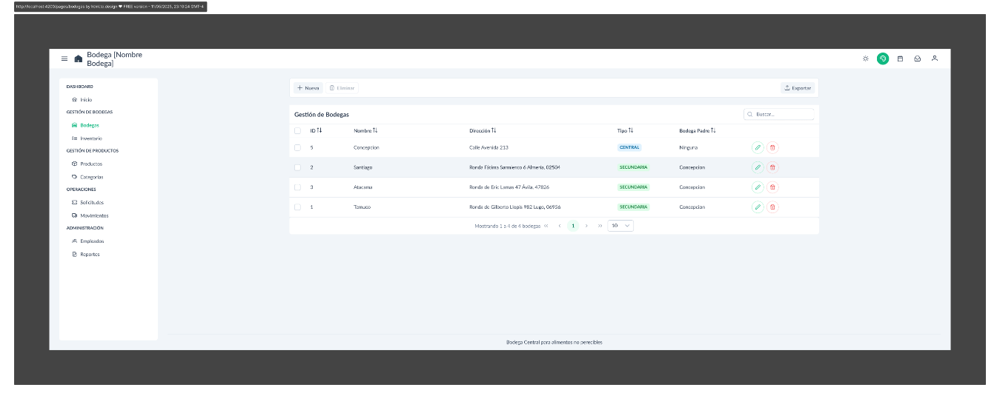 http://localhost:4200/pages/bodegas by html.to.design ❤ FREE version - 11/05/2025, 23:10:24 GMT-4
Bodega [Nombre
Bodega]
DASHBOARD
Inicio
GESTIÓN DE BODEGAS
Bodegas
Inventario
GESTIÓN DE PRODUCTOS
Productos
Categorías
OPERACIONES
Solicitudes
Movimientos
ADMINISTRACIÓN
Empleados
Reportes
Nueva Eliminar Exportar
Gestión de Bodegas Buscar...
ID Nombre Dirección Tipo Bodega Padre
5 Concepcion Calle Avenida 213 CENTRAL Ninguna
2 Santiago Ronda Fátima Sarmiento 6 Almería, 02504 SECUNDARIA Concepcion
3 Atacama Ronda de Eric Lamas 47 Ávila, 47826 SECUNDARIA Concepcion
1 Temuco Ronda de Gilberto Llopis 982 Lugo, 06956 SECUNDARIA Concepcion
Mostrando 1 a 4 de 4 bodegas 1 10
Bodega Central para alimentos no perecibles